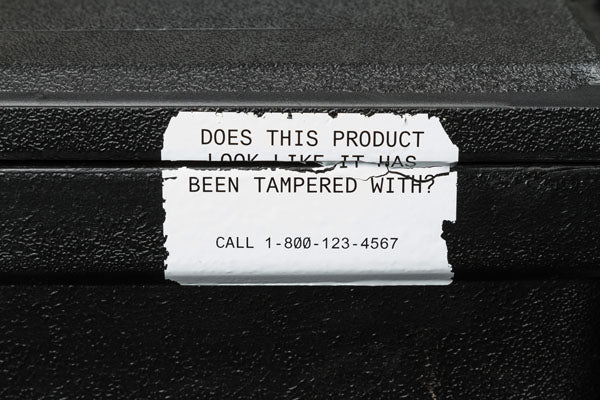 DOES THIS PRODUCT
LOOK LIKE IT HAS
BEEN TAMPERED WITH?
CALL 1-800-123-4567